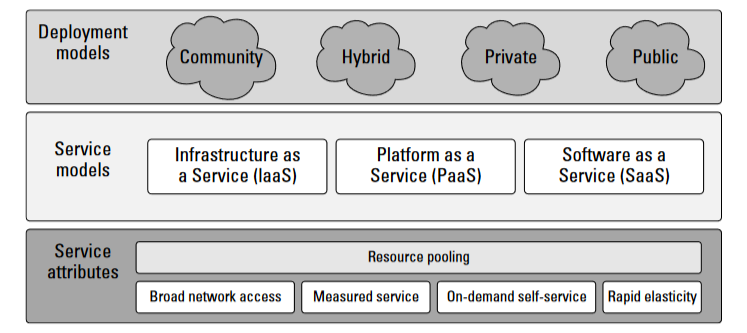 Deployment
models
Community
Hybrid
Private
Public
Service
models
Infrastructure as
a Service (IaaS)
Platform as a
Service (PaaS)
Software as a
Service (SaaS)
Service
attributes
Resource pooling
Broad network access
Measured service
On-demand self-service
Rapid elasticity